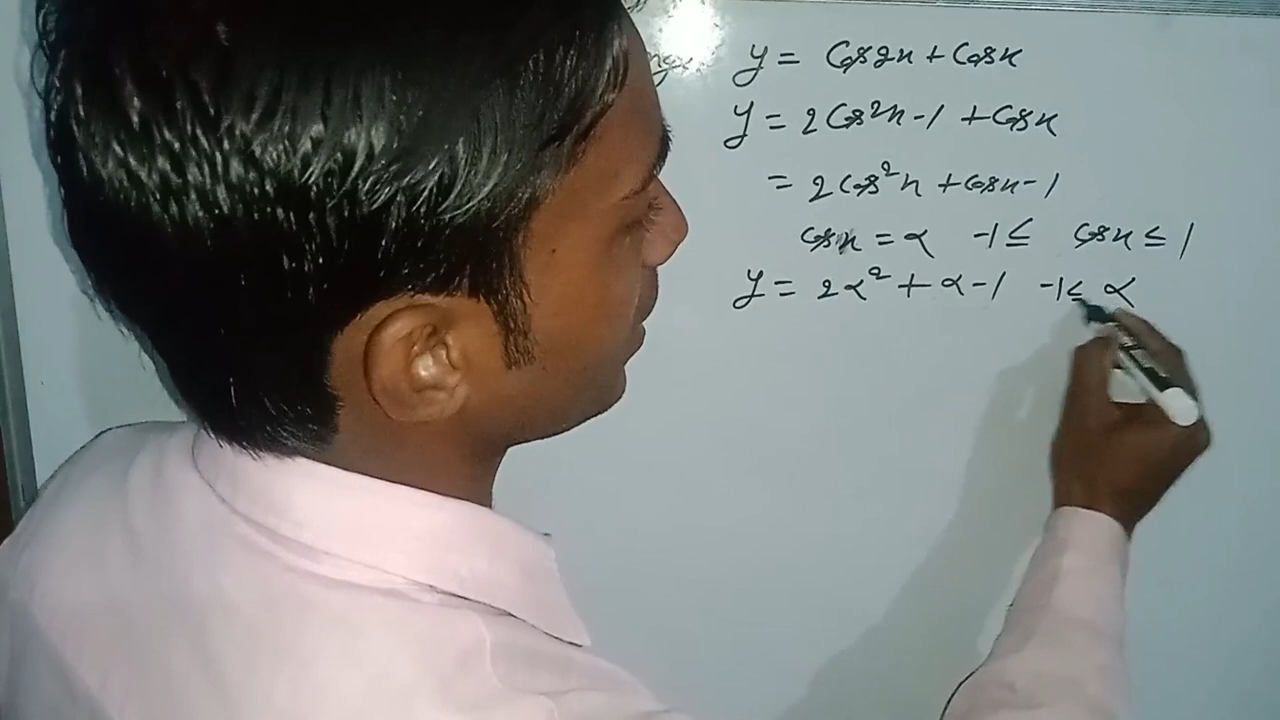 y = Cos2x + Cosx
y = 2Cos²x - 1 + Cosx
= 2Cos²x + Cosx - 1
Cosx = α -1 ≤ Cosx ≤ 1
y = 2α² + α - 1 -1 ≤ α